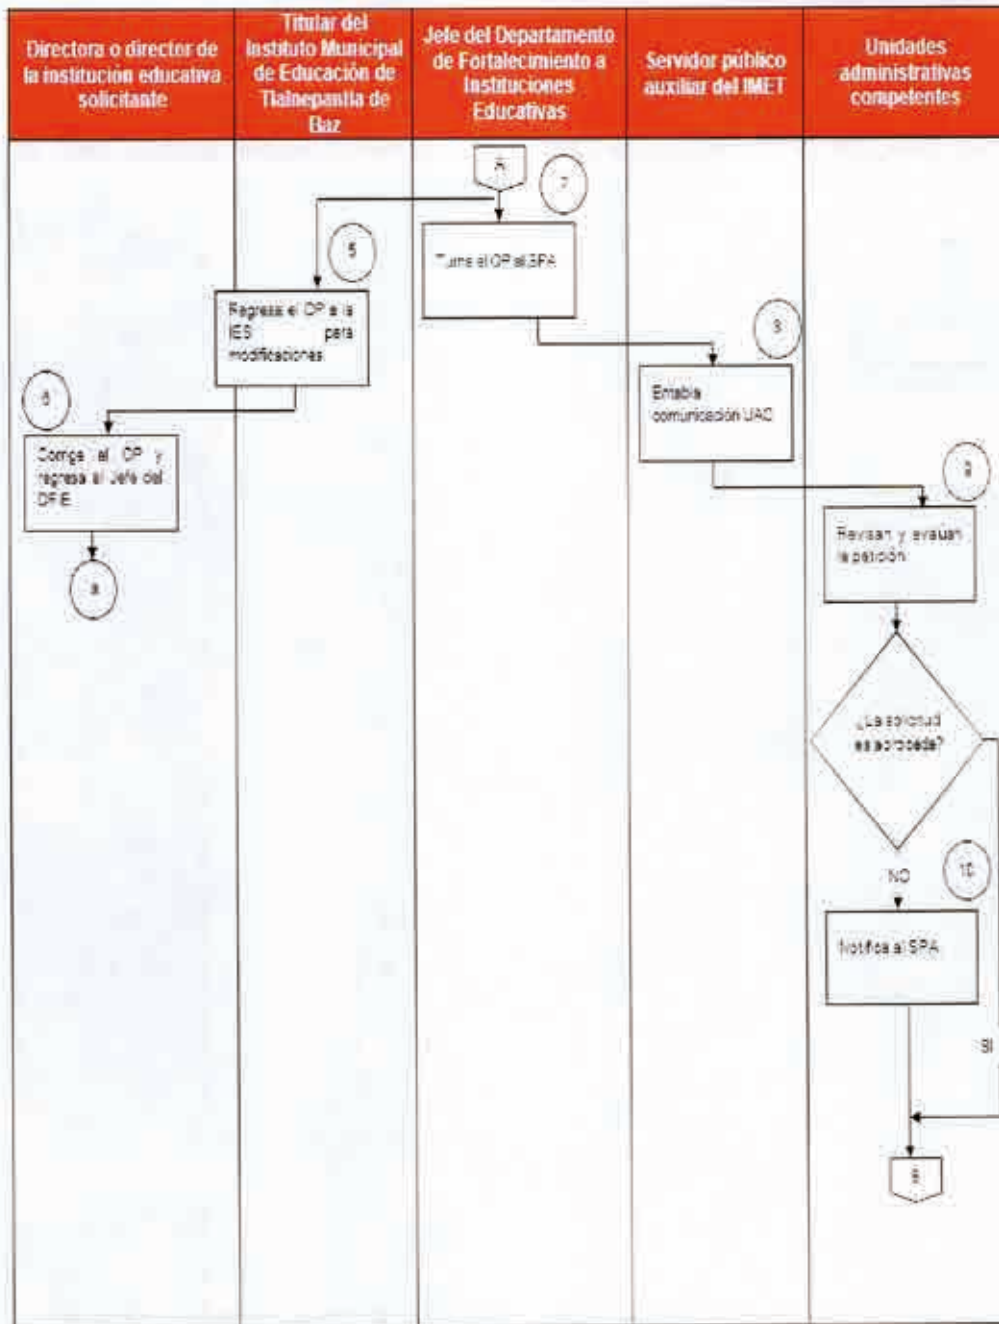 Directora o director de
la institución educativa
solicitante
Titular del
Instituto Municipal
de Educación de
Tlalnepantla de
Baz
Jefe del Departamento
de Fortalecimiento a
Instituciones
Educativas
Servidor público
auxiliar del IMET
Unidades
administrativas
competentes
A
7
Turna el OP al SPA
5
Regresa el OP a la
IES para
modificaciones
6
Corrige el OP y
regresa al Jefe del
DFIE
a
8
Entabla
comunicación UAC
9
Revisan y evalúan
la petición
¿La solicitud
es aprobada?
NO
10
Notifica al SPA
SI
B